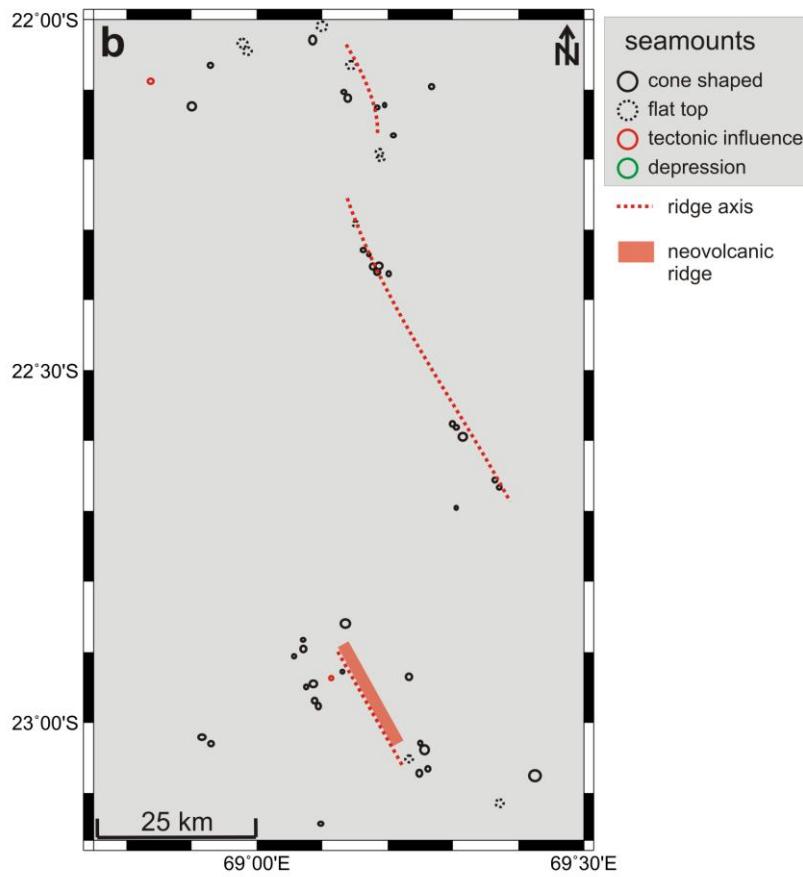 b
N
22°00'S
22°30'S
23°00'S
25 km
69°00'E
69°30'E
seamounts
cone shaped
flat top
tectonic influence
depression
ridge axis
neovolcanic
ridge